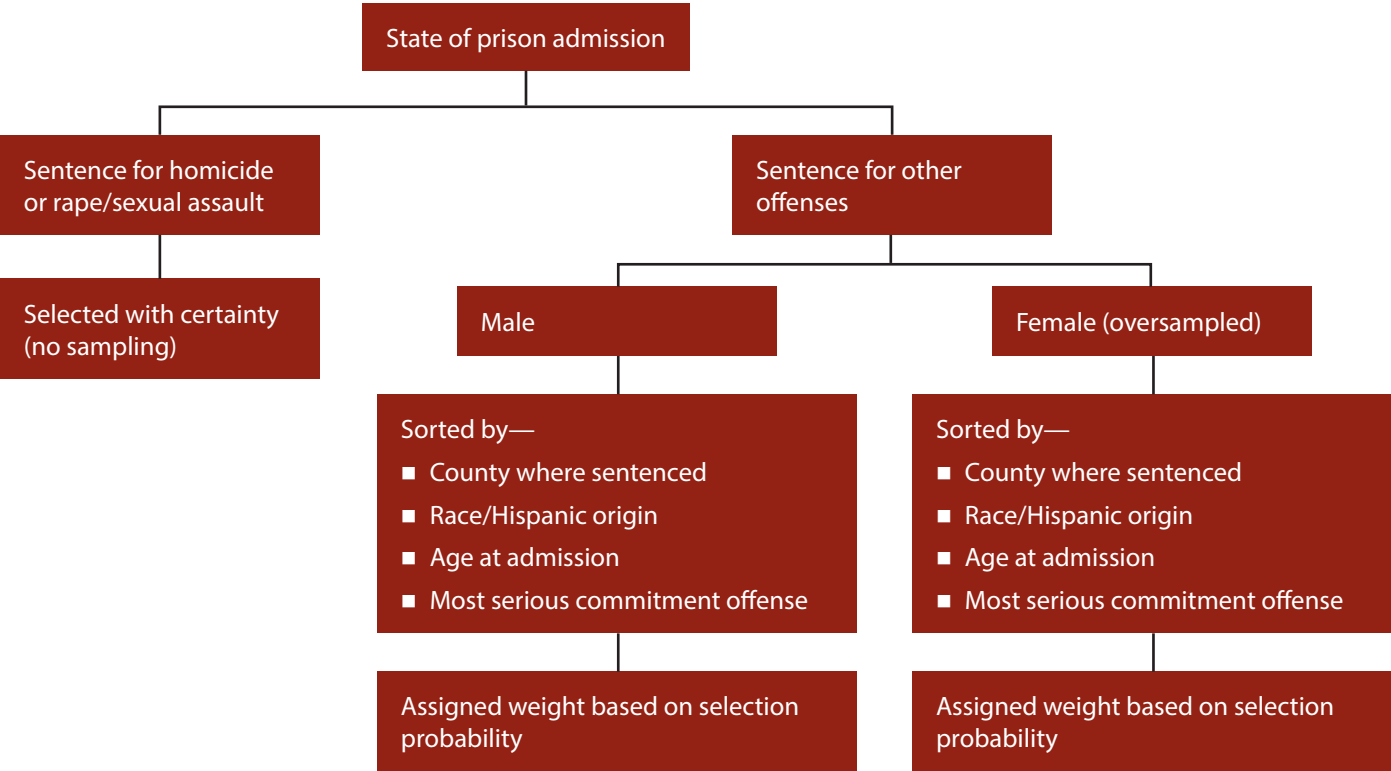 State of prison admission
Sentence for homicide
or rape/sexual assault
Sentence for other
offenses
Selected with certainty
(no sampling)
Male
Female (oversampled)
Sorted by—
■ County where sentenced
■ Race/Hispanic origin
■ Age at admission
■ Most serious commitment offense
Sorted by—
■ County where sentenced
■ Race/Hispanic origin
■ Age at admission
■ Most serious commitment offense
Assigned weight based on selection
probability
Assigned weight based on selection
probability